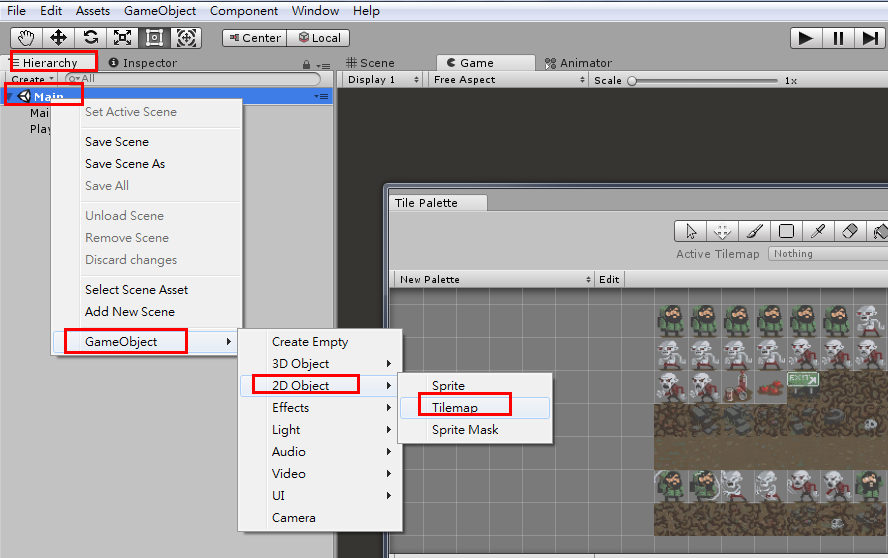 File Edit Assets GameObject Component Window Help
Center Local
Hierarchy Inspector
Scene Game Animator
Create All
Display 1 Free Aspect Scale 1x
Main
Mai
Play
Set Active Scene
Save Scene
Save Scene As
Save All
Unload Scene
Remove Scene
Discard changes
Select Scene Asset
Add New Scene
GameObject
Create Empty
3D Object
2D Object
Effects
Light
Audio
Video
UI
Camera
Sprite
Tilemap
Sprite Mask
Tile Palette
Active Tilemap Nothing
New Palette Edit
EXIT